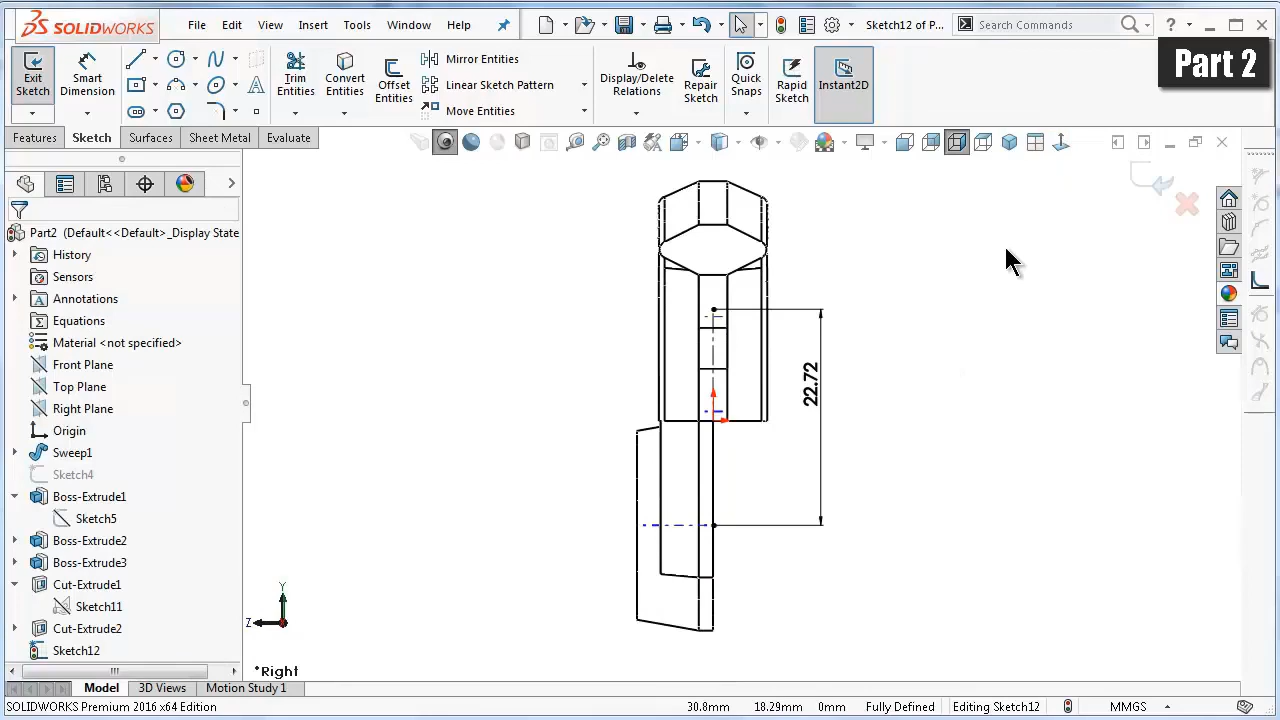 SOLIDWORKS
File Edit View Insert Tools Window Help
Sketch12 of P...
Search Commands
?
Part 2
Exit Sketch
Smart Dimension
Trim Entities
Convert Entities
Offset Entities
Mirror Entities
Linear Sketch Pattern
Move Entities
Display/Delete Relations
Repair Sketch
Quick Snaps
Rapid Sketch
Instant2D
Features Sketch Surfaces Sheet Metal Evaluate
Part2 (Default<<Default>_Display State
History
Sensors
Annotations
Equations
Material <not specified>
Front Plane
Top Plane
Right Plane
Origin
Sweep1
Sketch4
Boss-Extrude1
Sketch5
Boss-Extrude2
Boss-Extrude3
Cut-Extrude1
Sketch11
Cut-Extrude2
Sketch12
22.72
Y
Z
*Right
Model 3D Views Motion Study 1
SOLIDWORKS Premium 2016 x64 Edition 30.8mm 18.29mm 0mm Fully Defined Editing Sketch12 MMGS